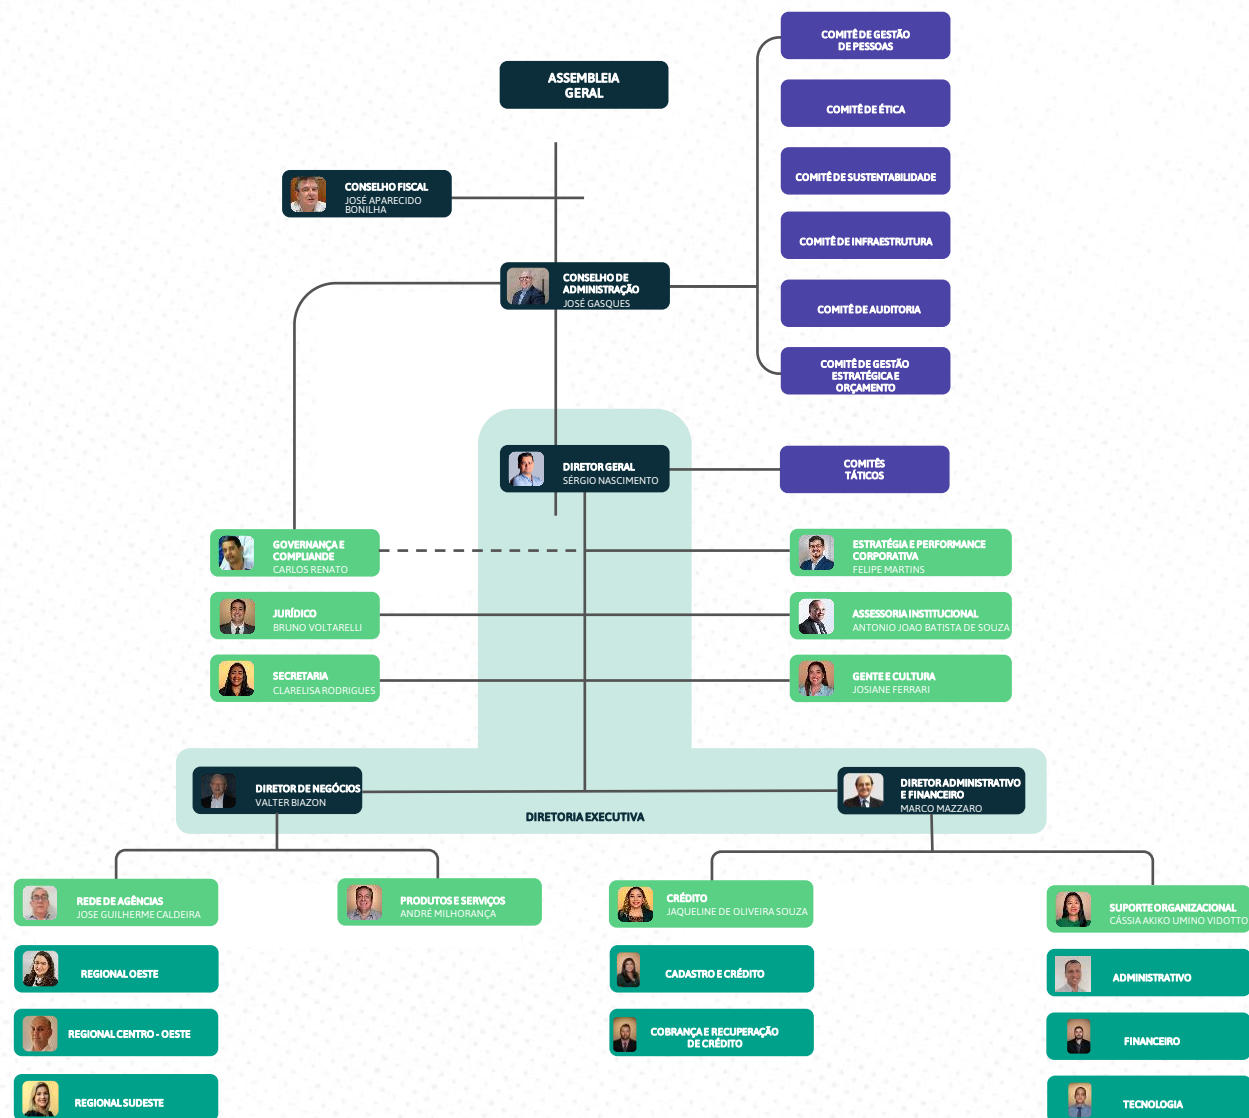 COMITÊ DE GESTÃO
DE PESSOAS
ASSEMBLEIA
GERAL
COMITÊ DE ÉTICA
COMITÊ DE SUSTENTABILIDADE
CONSELHO FISCAL
JOSÉ APARECIDO
BONILHA
COMITÊ DE INFRAESTRUTURA
CONSELHO DE
ADMINISTRAÇÃO
JOSÉ GASQUES
COMITÊ DE AUDITORIA
COMITÊ DE GESTÃO
ESTRATÉGICA E
ORÇAMENTO
DIRETOR GERAL
SÉRGIO NASCIMENTO
COMITÊS
TÁTICOS
GOVERNANÇA E
COMPLIANDE
CARLOS RENATO
ESTRATÉGIA E PERFORMANCE
CORPORATIVA
FELIPE MARTINS
JURÍDICO
BRUNO VOLTARELLI
ASSESSORIA INSTITUCIONAL
ANTONIO JOAO BATISTA DE SOUZA
SECRETARIA
CLARELISA RODRIGUES
GENTE E CULTURA
JOSIANE FERRARI
DIRETOR DE NEGÓCIOS
VALTER BIAZON
DIRETOR ADMINISTRATIVO
E FINANCEIRO
MARCO MAZZARO
DIRETORIA EXECUTIVA
REDE DE AGÊNCIAS
JOSE GUILHERME CALDEIRA
PRODUTOS E SERVIÇOS
ANDRÉ MILHORANÇA
CRÉDITO
JAQUELINE DE OLIVEIRA SOUZA
SUPORTE ORGANIZACIONAL
CÁSSIA AKIKO UMINO VIDOTTO
REGIONAL OESTE
CADASTRO E CRÉDITO
ADMINISTRATIVO
REGIONAL CENTRO - OESTE
COBRANÇA E RECUPERAÇÃO
DE CRÉDITO
FINANCEIRO
REGIONAL SUDESTE
TECNOLOGIA